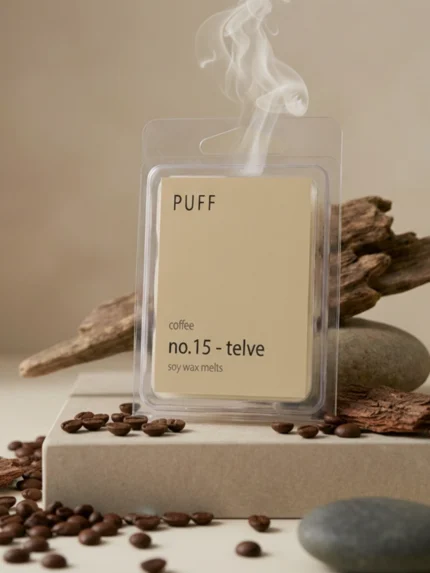 PUFF
coffee
no.15 - telve
soy wax melts